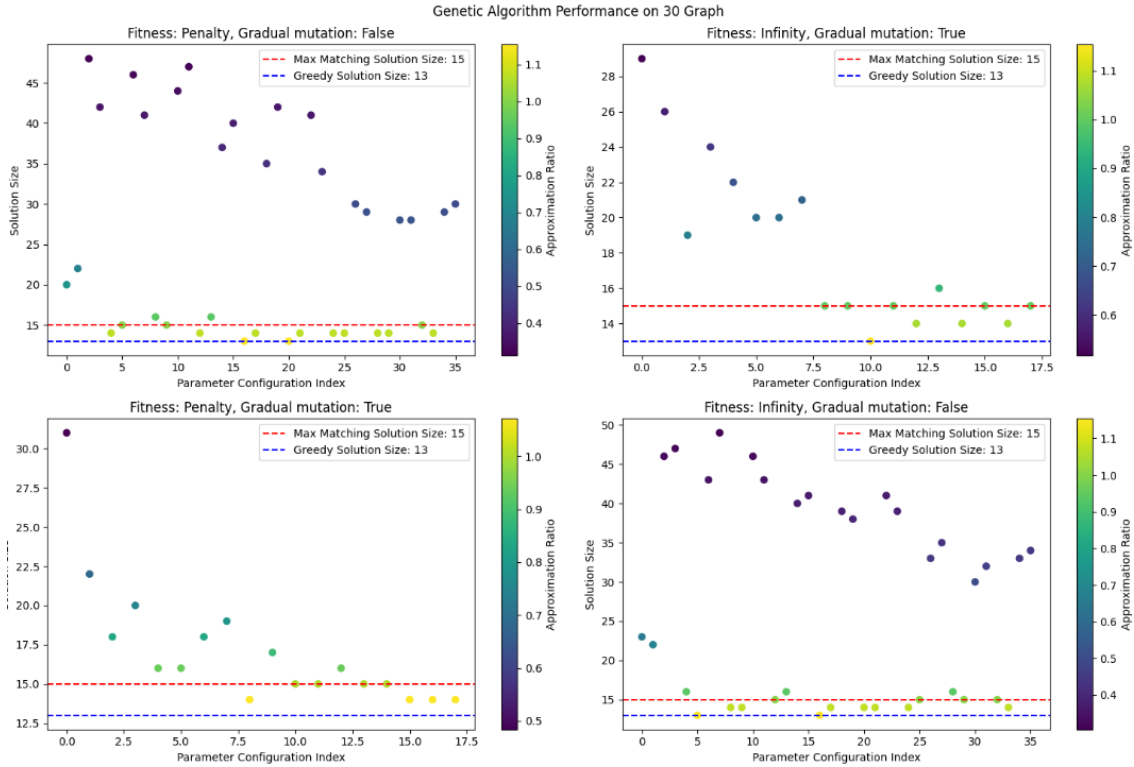 Genetic Algorithm Performance on 30 Graph
Fitness: Penalty, Gradual mutation: False
Max Matching Solution Size: 15
Greedy Solution Size: 13
45
40
35
30
25
20
15
Solution Size
0 5 10 15 20 25 30 35
Parameter Configuration Index
1.1
1.0
0.9
0.8
0.7
0.6
0.5
0.4
Approximation Ratio
Fitness: Infinity, Gradual mutation: True
Max Matching Solution Size: 15
Greedy Solution Size: 13
28
26
24
22
20
18
16
14
Solution Size
0.0 2.5 5.0 7.5 10.0 12.5 15.0 17.5
Parameter Configuration Index
1.1
1.0
0.9
0.8
0.7
0.6
Approximation Ratio
Fitness: Penalty, Gradual mutation: True
Max Matching Solution Size: 15
Greedy Solution Size: 13
30.0
27.5
25.0
22.5
20.0
17.5
15.0
12.5
0.0 2.5 5.0 7.5 10.0 12.5 15.0 17.5
Parameter Configuration Index
1.0
0.9
0.8
0.7
0.6
0.5
Approximation Ratio
Fitness: Infinity, Gradual mutation: False
Max Matching Solution Size: 15
Greedy Solution Size: 13
50
45
40
35
30
25
20
15
Solution Size
0 5 10 15 20 25 30 35
Parameter Configuration Index
1.1
1.0
0.9
0.8
0.7
0.6
0.5
0.4
Approximation Ratio